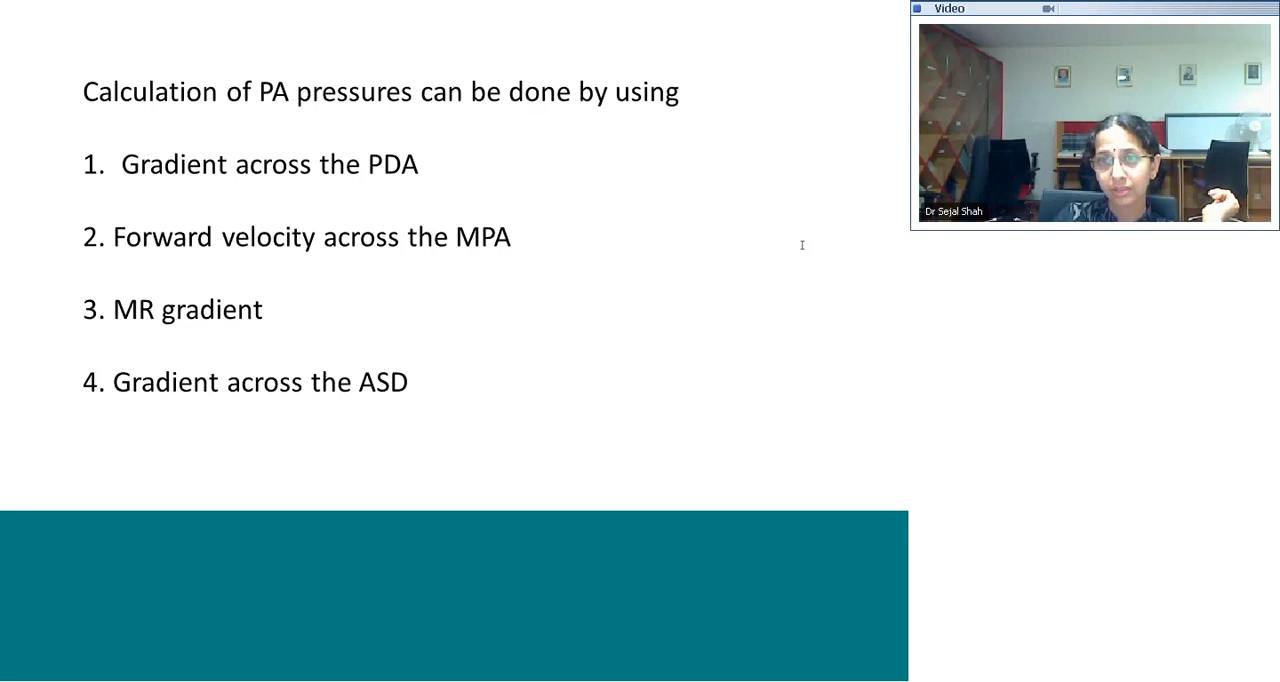 Video
Calculation of PA pressures can be done by using
1. Gradient across the PDA
2. Forward velocity across the MPA
3. MR gradient
4. Gradient across the ASD
Dr Sejal Shah